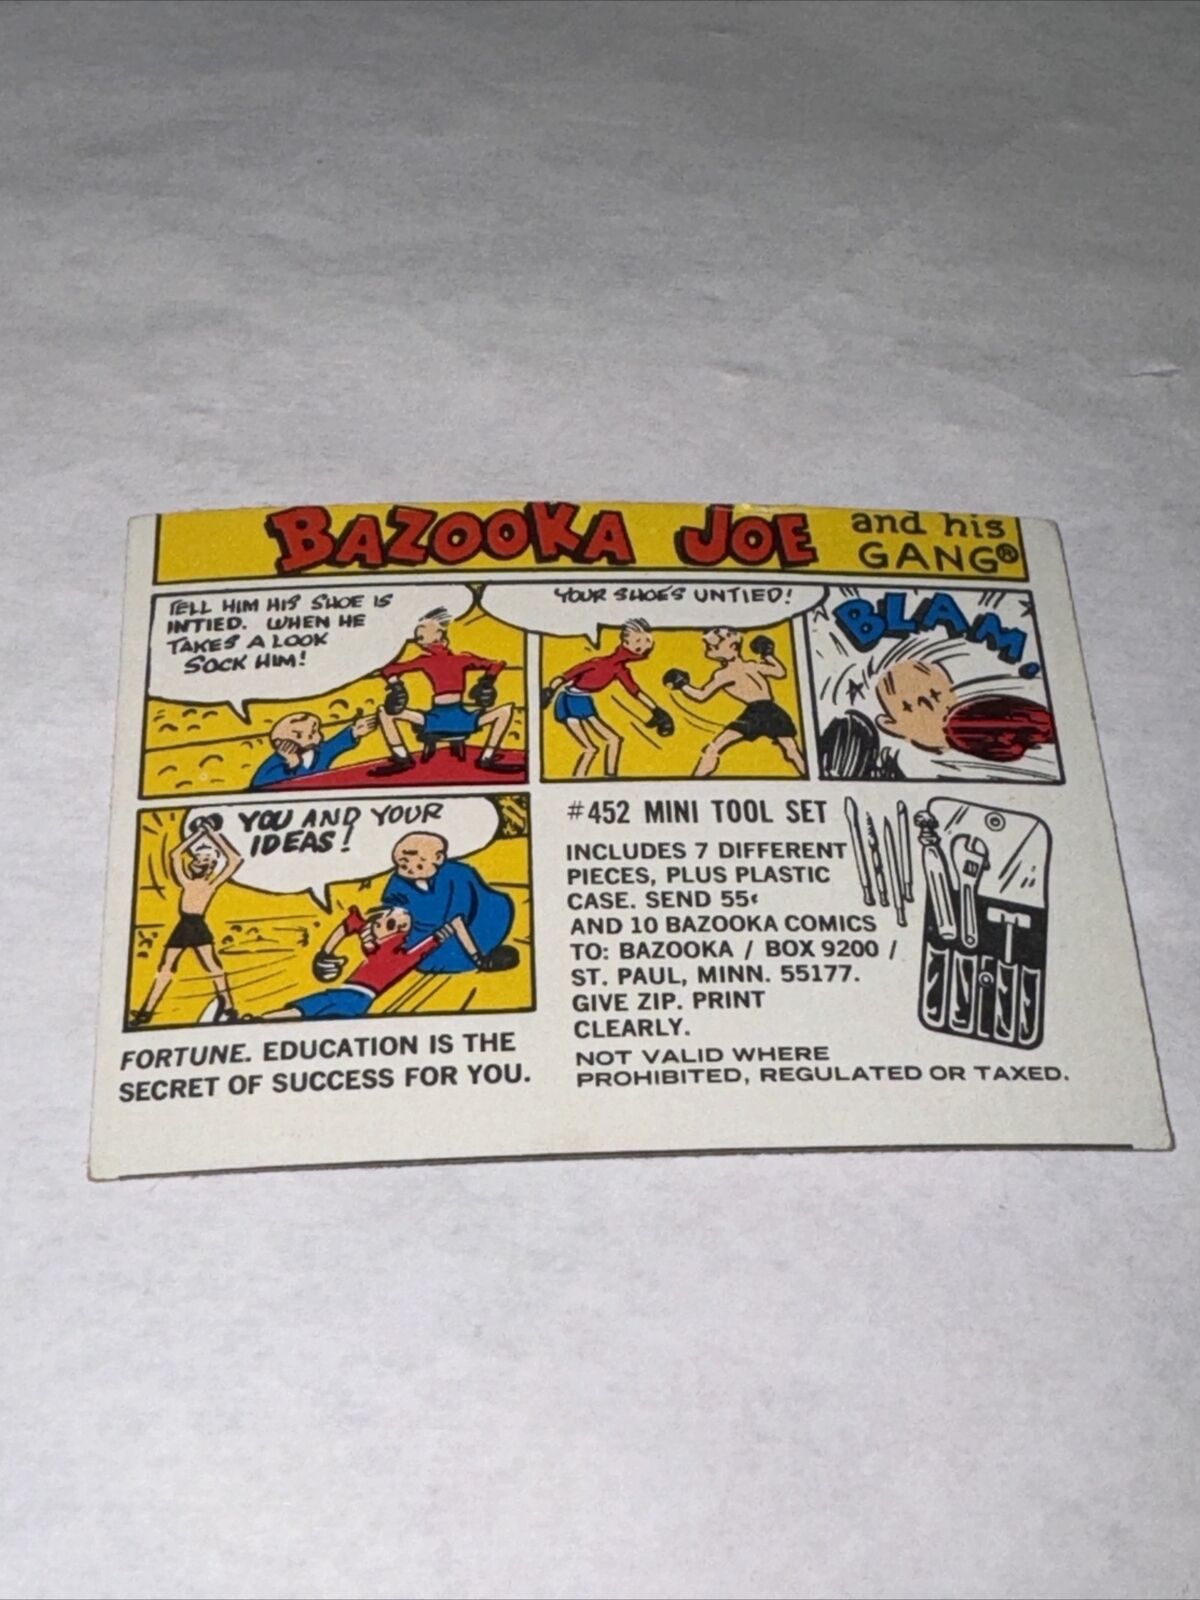 BAZOOKA JOE and his
GANG®
TELL HIM HIS SHOE IS
INTIED. WHEN HE
TAKES A LOOK
SOCK HIM!
YOUR SHOE'S UNTIED!
BLAM!
YOU AND YOUR
IDEAS!
FORTUNE. EDUCATION IS THE
SECRET OF SUCCESS FOR YOU.
#452 MINI TOOL SET
INCLUDES 7 DIFFERENT
PIECES, PLUS PLASTIC
CASE. SEND 55¢
AND 10 BAZOOKA COMICS
TO: BAZOOKA / BOX 9200 /
ST. PAUL, MINN. 55177.
GIVE ZIP. PRINT
CLEARLY.
NOT VALID WHERE
PROHIBITED, REGULATED OR TAXED.